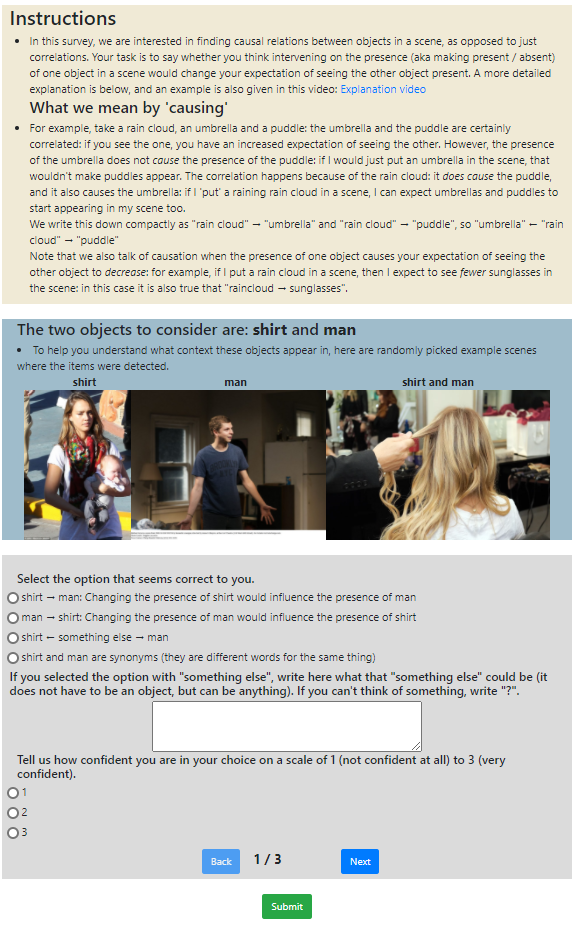 Instructions
• In this survey, we are interested in finding causal relations between objects in a scene, as opposed to just
correlations. Your task is to say whether you think intervening on the presence (aka making present / absent)
of one object in a scene would change your expectation of seeing the other object present. A more detailed
explanation is below, and an example is also given in this video: Explanation video
What we mean by 'causing'
• For example, take a rain cloud, an umbrella and a puddle: the umbrella and the puddle are certainly
correlated: if you see the one, you have an increased expectation of seeing the other. However, the presence
of the umbrella does not cause the presence of the puddle: if I would just put an umbrella in the scene, that
wouldn't make puddles appear. The correlation happens because of the rain cloud: it does cause the puddle,
and it also causes the umbrella: if I 'put' a raining rain cloud in a scene, I can expect umbrellas and puddles to
start appearing in my scene too.
We write this down compactly as "rain cloud" → "umbrella" and "rain cloud" → "puddle", so "umbrella" ← "rain
cloud" → "puddle"
Note that we also talk of causation when the presence of one object causes your expectation of seeing the
other object to decrease: for example, if I put a rain cloud in a scene, then I expect to see fewer sunglasses in
the scene: in this case it is also true that "raincloud → sunglasses".
The two objects to consider are: shirt and man
• To help you understand what context these objects appear in, here are randomly picked example scenes
where the items were detected.
shirt man shirt and man
Select the option that seems correct to you.
shirt → man: Changing the presence of shirt would influence the presence of man
man → shirt: Changing the presence of man would influence the presence of shirt
shirt ← something else → man
shirt and man are synonyms (they are different words for the same thing)
If you selected the option with "something else", write here what that "something else" could be (it
does not have to be an object, but can be anything). If you can't think of something, write "?".
Tell us how confident you are in your choice on a scale of 1 (not confident at all) to 3 (very
confident).
1
2
3
Back 1 / 3 Next
Submit